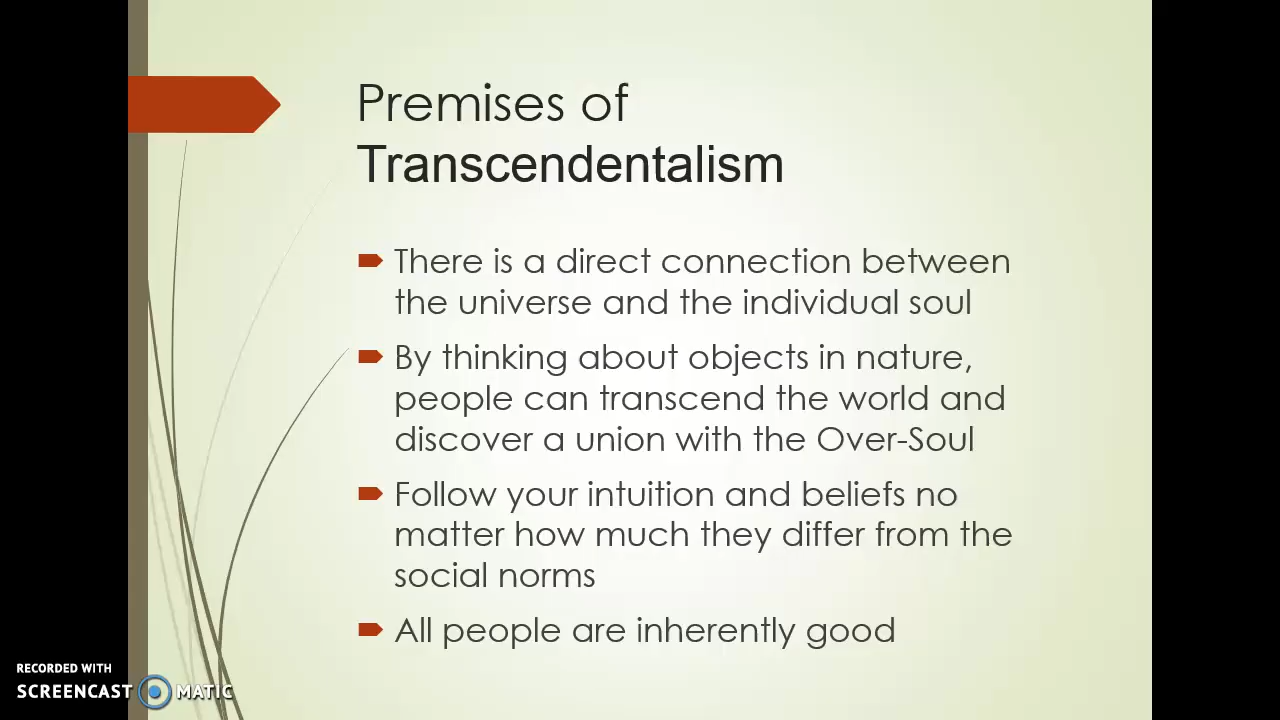 Premises of
Transcendentalism
There is a direct connection between
the universe and the individual soul
By thinking about objects in nature,
people can transcend the world and
discover a union with the Over-Soul
Follow your intuition and beliefs no
matter how much they differ from the
social norms
All people are inherently good
RECORDED WITH
SCREENCAST MATIC